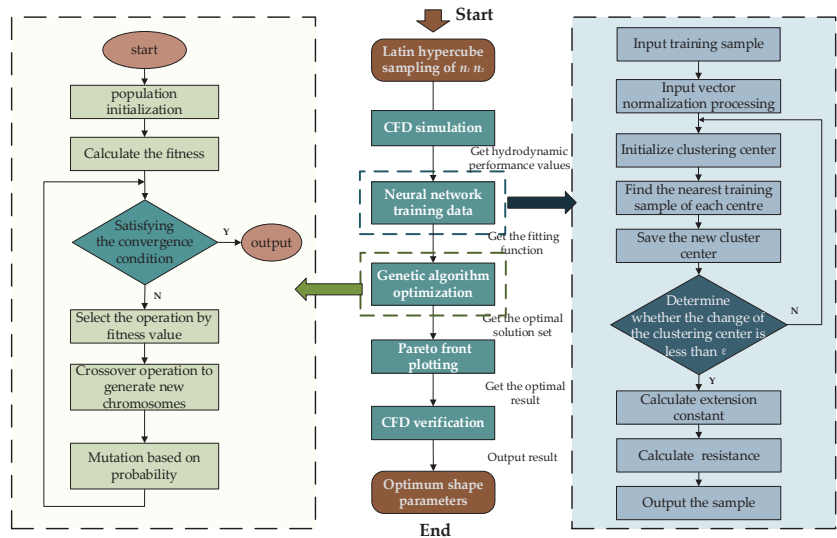 start
population
initialization
Calculate the fitness
Satisfying
the convergence
condition
Y
output
N
Select the operation by
fitness value
Crossover operation to
generate new
chromosomes
Mutation based on
probability
Start
Latin hypercube
sampling of n₁ n₂
CFD simulation
Get hydrodynamic
performance values
Neural network
training data
Get the fitting
function
Genetic algorithm
optimization
Get the optimal
solution set
Pareto front
plotting
Get the optimal
result
CFD verification
Output result
Optimum shape
parameters
End
Input training sample
Input vector
normalization processing
Initialize clustering center
Find the nearest training
sample of each centre
Save the new cluster
center
Determine
whether the change of
the clustering center is
less than ε
N
Y
Calculate extension
constant
Calculate resistance
Output the sample